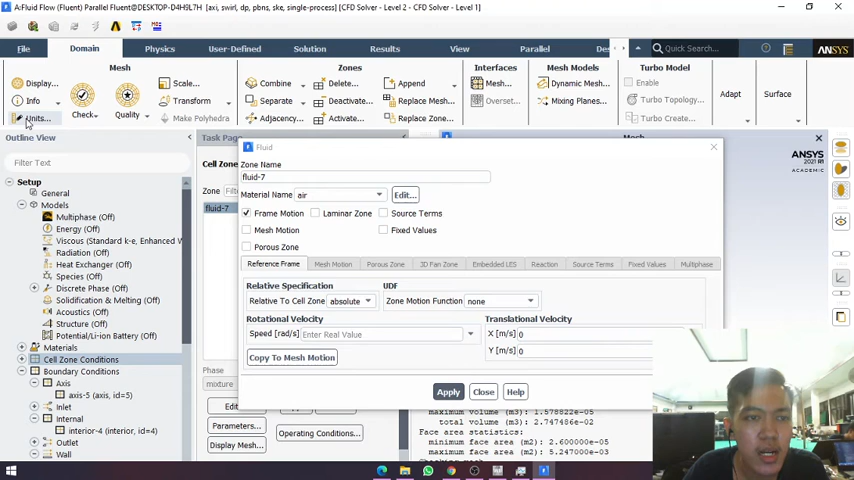 A:Fluid Flow (Fluent) Parallel Fluent@DESKTOP-D4H9L7H [axi, swirl, dp, pbns, ske, single-process] (CFD Solver - Level 2 - CFD Solver - Level 1]
File Domain Physics User-Defined Solution Results View Parallel Des Quick Search... ANSYS
Mesh Zones Interfaces Mesh Models Turbo Model
Display... Scale... Combine Delete... Append Mesh... Dynamic Mesh... Enable
Info Transform Separate Deactivate... Replace Mesh... Overset... Mixing Planes... Turbo Topology... Adapt Surface
Units... Check Quality Make Polyhedra Adjacency... Activate... Replace Zone... Turbo Create...
Outline View
Filter Text
Setup
General
Models
Multiphase (Off)
Energy (Off)
Viscous (Standard k-e, Enhanced W
Radiation (Off)
Heat Exchanger (Off)
Species (Off)
Discrete Phase (Off)
Solidification & Melting (Off)
Acoustics (Off)
Structure (Off)
Potential/Li-ion Battery (Off)
Materials
Cell Zone Conditions
Boundary Conditions
Axis
axis-5 (axis, id=5)
Inlet
Internal
interior-4 (interior, id=4)
Outlet
Wall
Task Page
Cell Zone
Zone Filt
fluid-7
Phase
mixture
Edit
Parameters...
Display Mesh...
Operating Conditions...
Mesh
ANSYS
2021 R1
ACADEMIC
Fluid
Zone Name
fluid-7
Material Name air Edit...
Frame Motion Laminar Zone Source Terms
Mesh Motion Fixed Values
Porous Zone
Reference Frame Mesh Motion Porous Zone 3D Fan Zone Embedded LES Reaction Source Terms Fixed Values Multiphase
Relative Specification UDF
Relative To Cell Zone absolute Zone Motion Function none
Rotational Velocity Translational Velocity
Speed [rad/s] Enter Real Value X [m/s] 0
Copy To Mesh Motion Y [m/s] 0
Apply Close Help
maximum volume (m3): 1.578822e-05
total volume (m3): 2.747486e-02
Face area statistics:
minimum face area (m2): 2.600000e-05
maximum face area (m2): 5.247000e-03